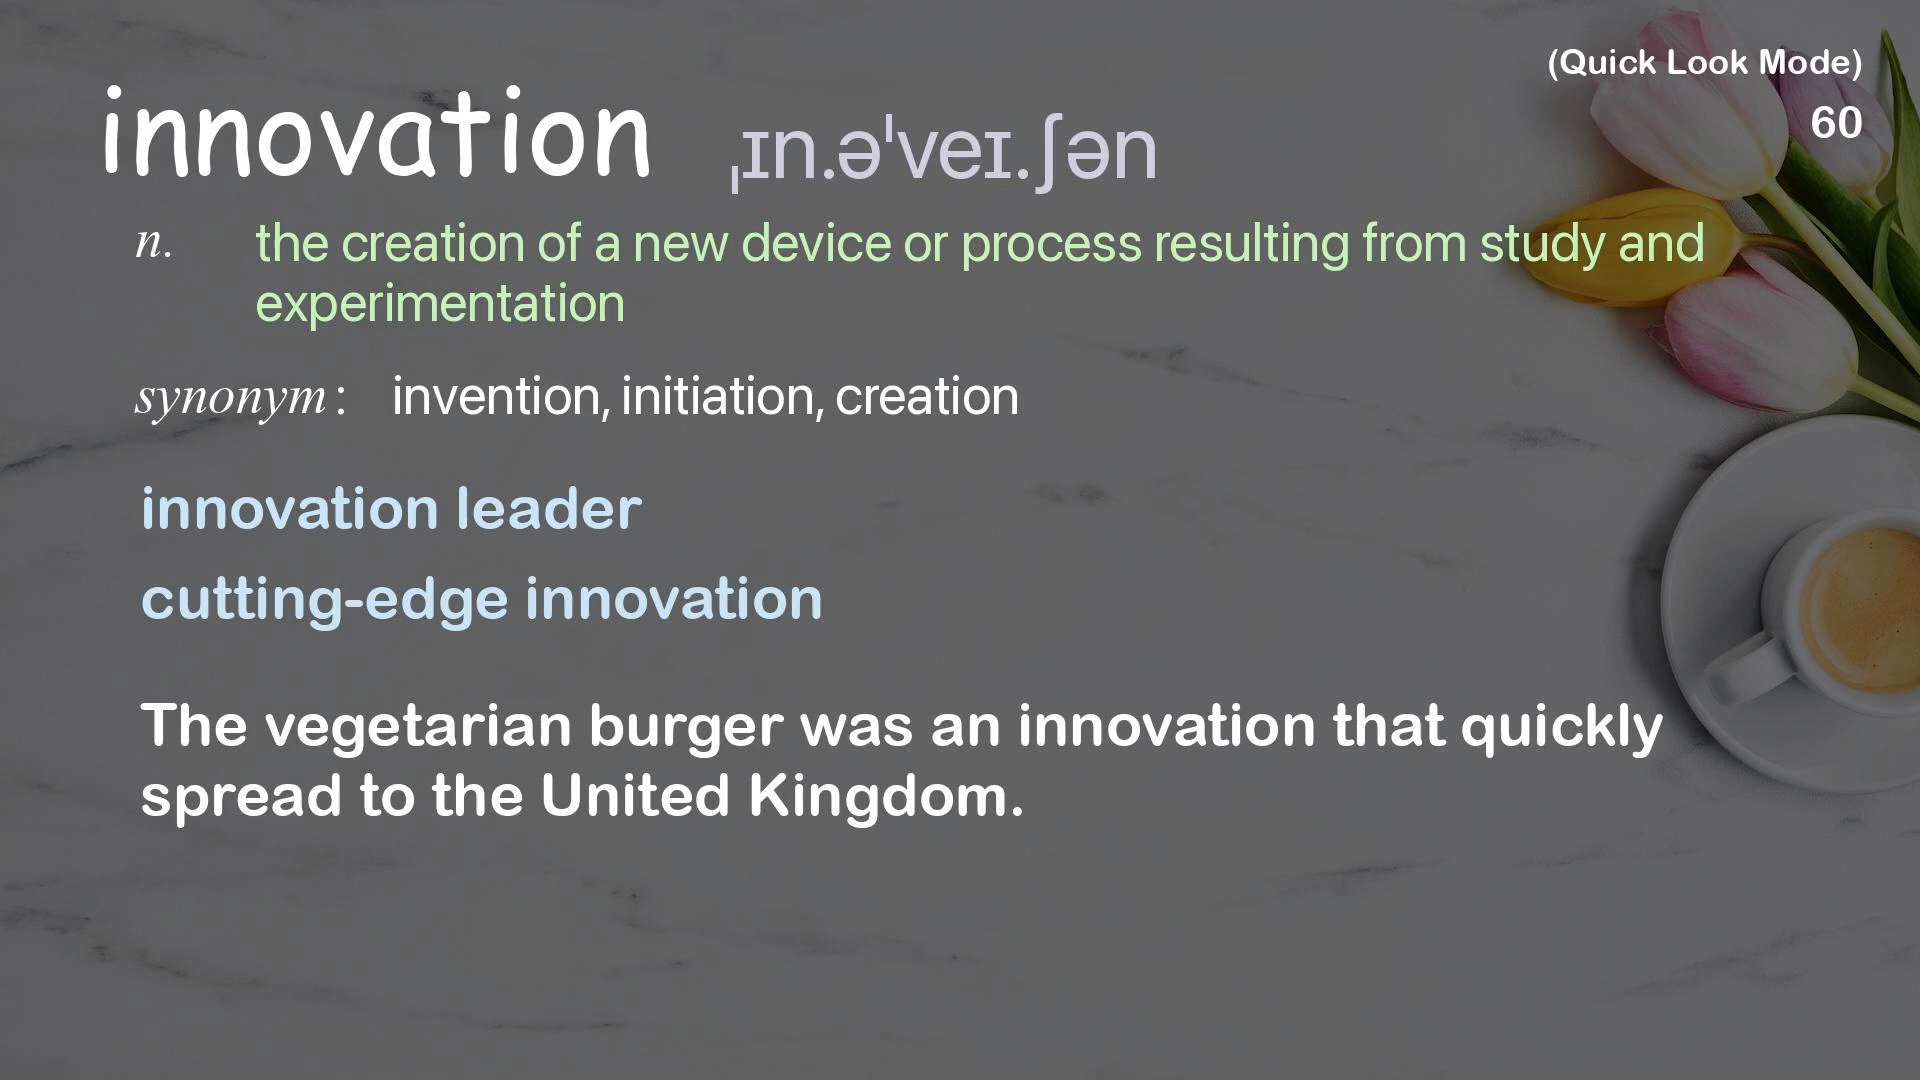 (Quick Look Mode)
60
innovation ˌɪn.əˈveɪ.ʃən
n. the creation of a new device or process resulting from study and
experimentation
synonym : invention, initiation, creation
innovation leader
cutting-edge innovation
The vegetarian burger was an innovation that quickly
spread to the United Kingdom.